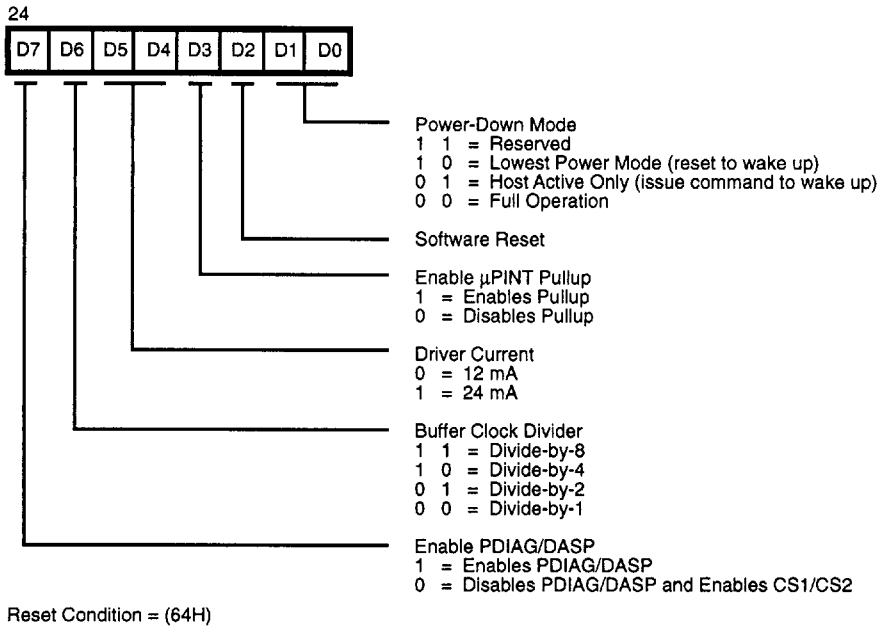 24
D7 D6 D5 D4 D3 D2 D1 D0
Power-Down Mode
1 1 = Reserved
1 0 = Lowest Power Mode (reset to wake up)
0 1 = Host Active Only (issue command to wake up)
0 0 = Full Operation
Software Reset
Enable µPINT Pullup
1 = Enables Pullup
0 = Disables Pullup
Driver Current
0 = 12 mA
1 = 24 mA
Buffer Clock Divider
1 1 = Divide-by-8
1 0 = Divide-by-4
0 1 = Divide-by-2
0 0 = Divide-by-1
Enable PDIAG/DASP
1 = Enables PDIAG/DASP
0 = Disables PDIAG/DASP and Enables CS1/CS2
Reset Condition = (64H)